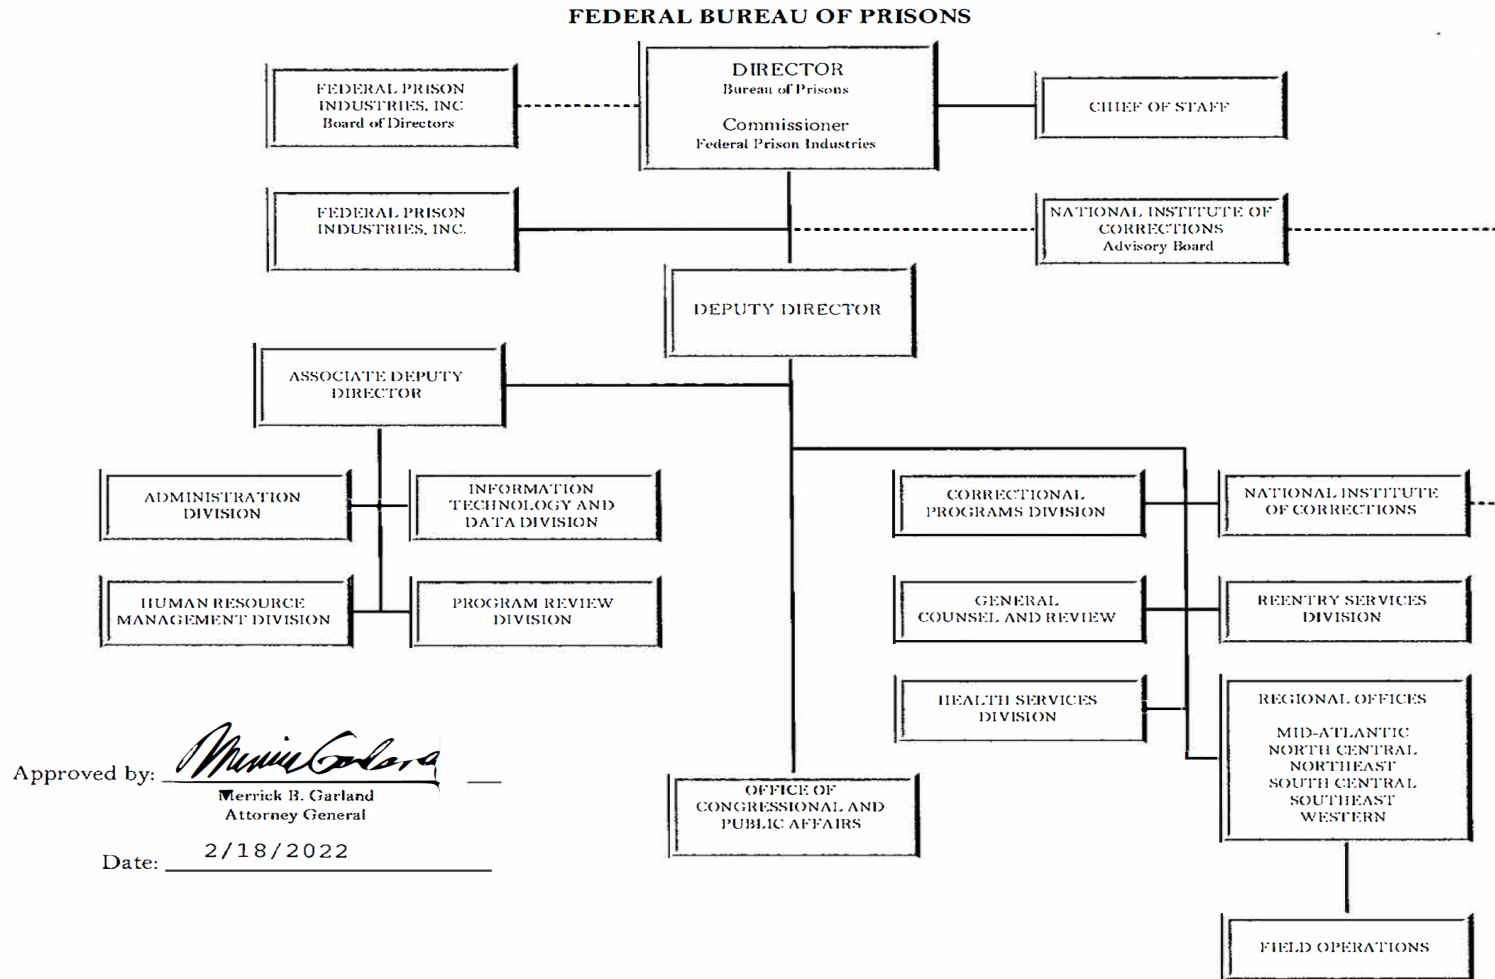 FEDERAL BUREAU OF PRISONS
FEDERAL PRISON
INDUSTRIES, INC
Board of Directors
DIRECTOR
Bureau of Prisons
Commissioner
Federal Prison Industries
CHIEF OF STAFF
FEDERAL PRISON
INDUSTRIES, INC.
NATIONAL INSTITUTE OF
CORRECTIONS
Advisory Board
DEPUTY DIRECTOR
ASSOCIATE DEPUTY
DIRECTOR
ADMINISTRATION
DIVISION
INFORMATION
TECHNOLOGY AND
DATA DIVISION
CORRECTIONAL
PROGRAMS DIVISION
NATIONAL INSTITUTE
OF CORRECTIONS
HUMAN RESOURCE
MANAGEMENT DIVISION
PROGRAM REVIEW
DIVISION
GENERAL
COUNSEL AND REVIEW
REENTRY SERVICES
DIVISION
HEALTH SERVICES
DIVISION
REGIONAL OFFICES
MID-ATLANTIC
NORTH CENTRAL
NORTHEAST
SOUTH CENTRAL
SOUTHEAST
WESTERN
OFFICE OF
CONGRESSIONAL AND
PUBLIC AFFAIRS
FIELD OPERATIONS
Approved by: Merrick Garland
Merrick B. Garland
Attorney General
Date: 2/18/2022